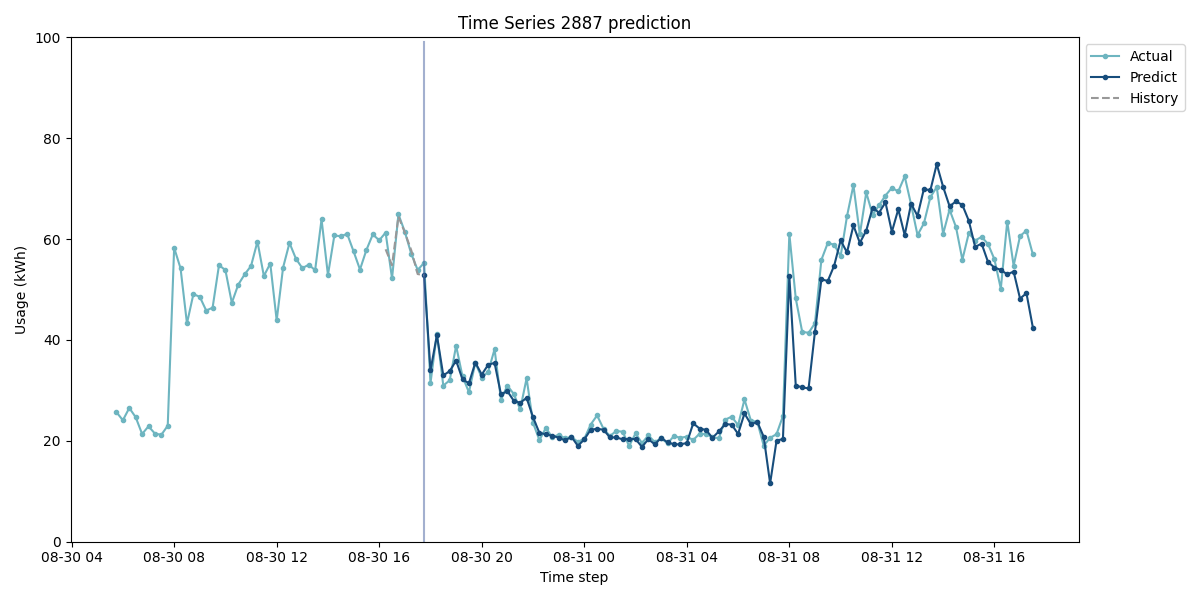 Time Series 2887 prediction
100
80
60
40
20
0
Usage (kWh)
08-30 04
08-30 08
08-30 12
08-30 16
08-30 20
08-31 00
08-31 04
08-31 08
08-31 12
08-31 16
Time step
Actual
Predict
History